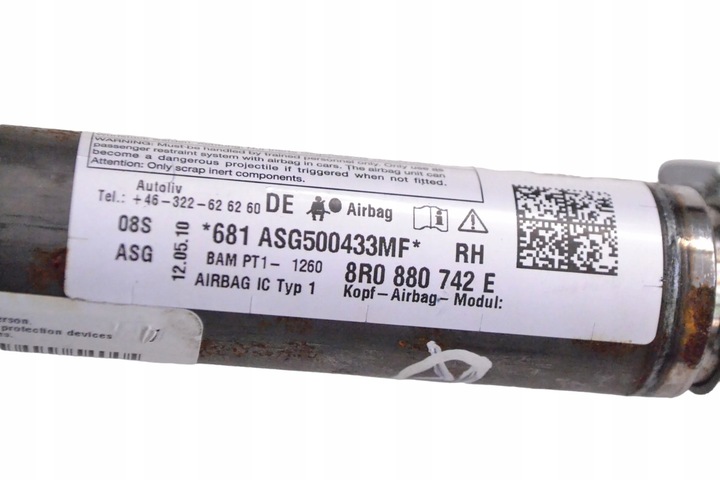 WARNING: Must be handled by trained personnel only. Only use as
passenger restraint system with airbag in cars. The airbag unit can
become a dangerous projectile if triggered when not fitted.
Attention: Only scrap inert components.
Autoliv
Tel.: +46-322-62 62 60 DE Airbag
08S *681 ASG500433MF* RH
ASG 12.05.10 BAM PT1- 1260 8R0 880 742 E
AIRBAG IC Typ 1 Kopf-Airbag-Modul:
erson.
protection devices
es.